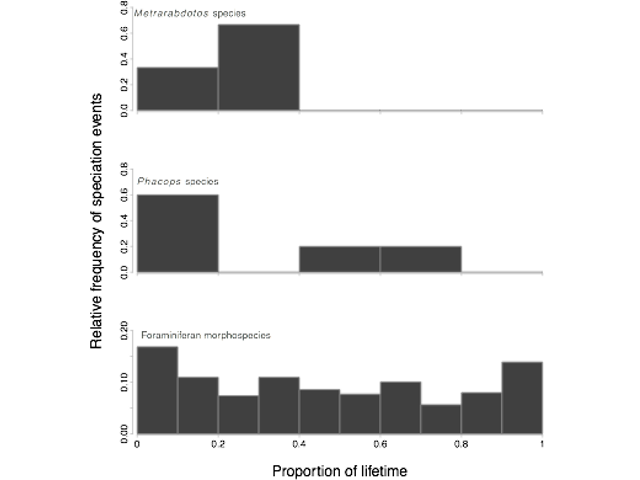 Metrarabdotos species
0.8
0.6
0.4
0.2
0.0
Phacops species
0.8
0.6
0.4
0.2
0.0
Foraminiferan morphospecies
0.20
0.10
0.00
0 0.2 0.4 0.6 0.8 1
Proportion of lifetime
Relative frequency of speciation events